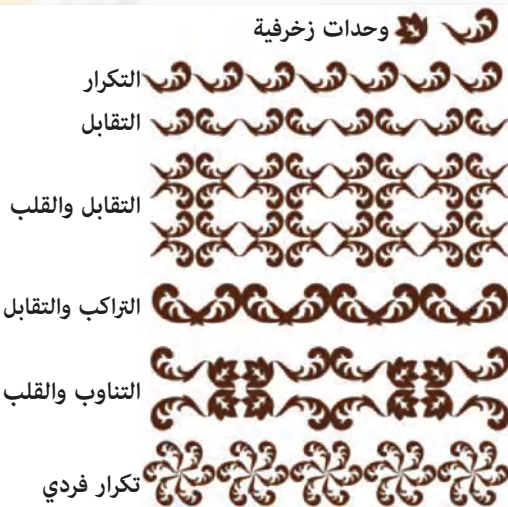 وحدات زخرفية
التكرار
التقابل
التقابل والقلب
التراكب والتقابل
التناوب والقلب
تكرار فردي